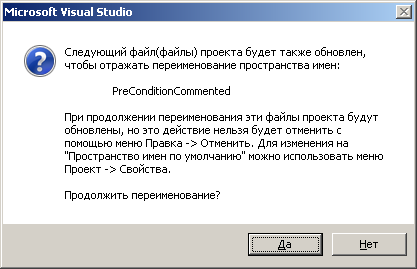 Microsoft Visual Studio
Следующий файл(файлы) проекта будет также обновлен,
чтобы отражать переименование пространства имен:
PreConditionCommented
При продолжении переименования эти файлы проекта будут
обновлены, но это действие нельзя будет отменить с
помощью меню Правка -> Отменить. Для изменения на
"Пространство имен по умолчанию" можно использовать меню
Проект -> Свойства.
Продолжить переименование?
Да
Нет